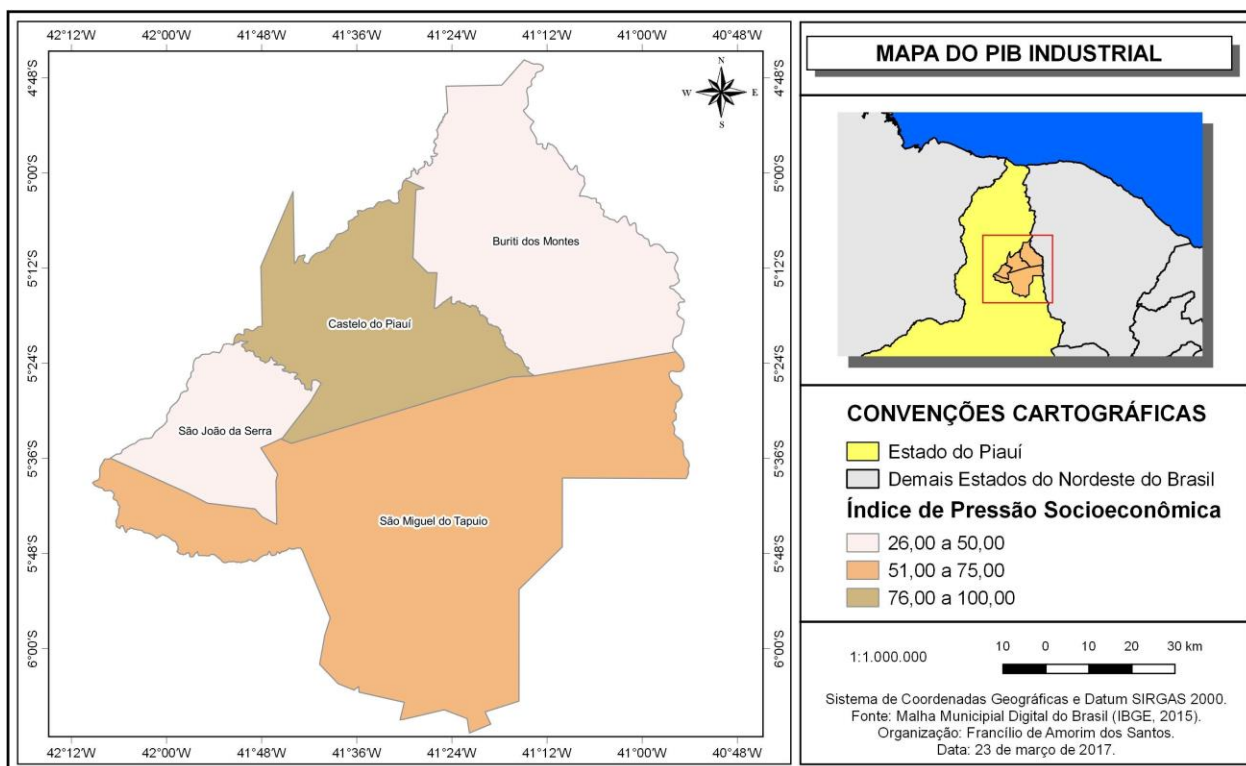 42°12'W 42°00'W 41°48'W 41°36'W 41°24'W 41°12'W 41°00'W 40°48'W
4°48'S
5°00'S
5°12'S
5°24'S
5°36'S
5°48'S
6°00'S
N
W E
S
Buriti dos Montes
Castelo do Piauí
São João da Serra
São Miguel do Tapuio
4°48'S
5°00'S
5°12'S
5°24'S
5°36'S
5°48'S
6°00'S
42°12'W 42°00'W 41°48'W 41°36'W 41°24'W 41°12'W 41°00'W 40°48'W
MAPA DO PIB INDUSTRIAL
CONVENÇÕES CARTOGRÁFICAS
Estado do Piauí
Demais Estados do Nordeste do Brasil
Índice de Pressão Socioeconômica
26,00 a 50,00
51,00 a 75,00
76,00 a 100,00
1:1.000.000
10 0 10 20 30 km
Sistema de Coordenadas Geográficas e Datum SIRGAS 2000.
Fonte: Malha Municipal Digital do Brasil (IBGE, 2015).
Organização: Francílio de Amorim dos Santos.
Data: 23 de março de 2017.